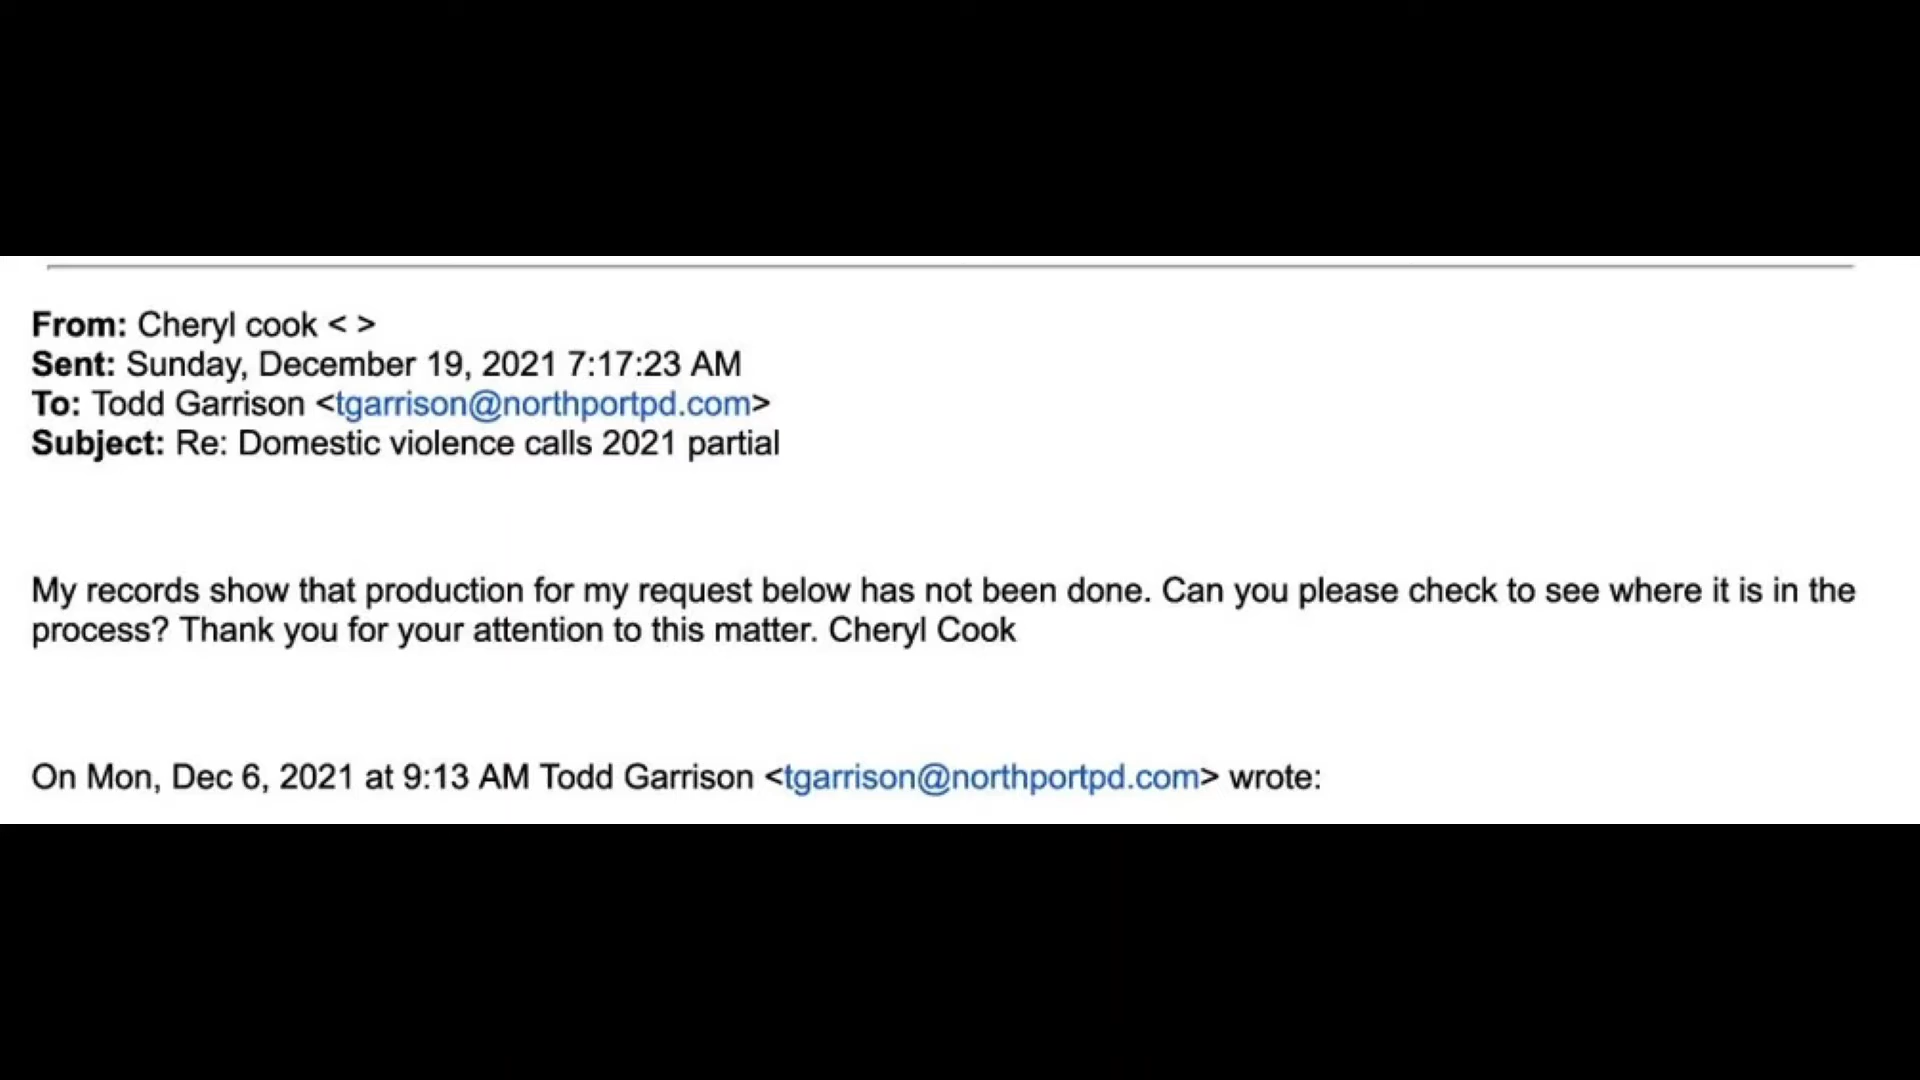 From: Cheryl cook < >
Sent: Sunday, December 19, 2021 7:17:23 AM
To: Todd Garrison <tgarrison@northportpd.com>
Subject: Re: Domestic violence calls 2021 partial
My records show that production for my request below has not been done. Can you please check to see where it is in the
process? Thank you for your attention to this matter. Cheryl Cook
On Mon, Dec 6, 2021 at 9:13 AM Todd Garrison <tgarrison@northportpd.com> wrote: